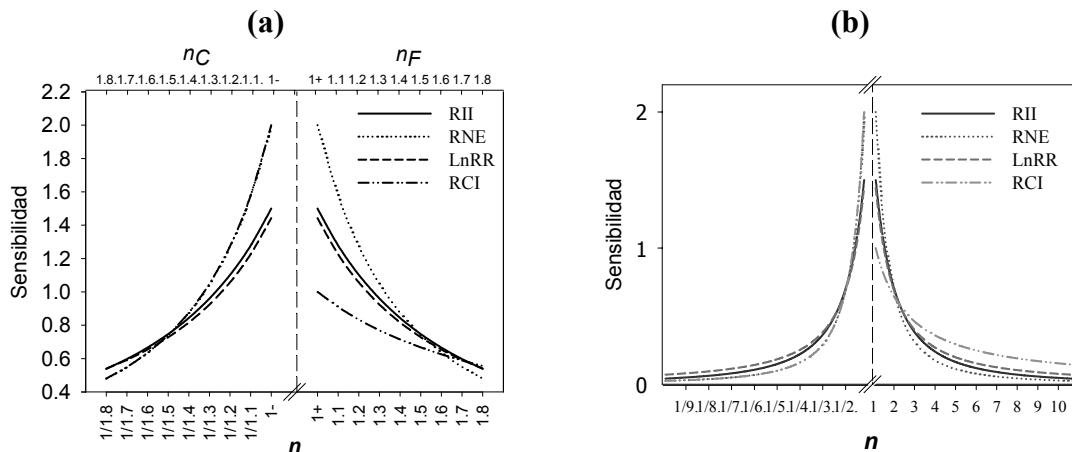 (a)
n_C n_F
1.8.1.7.1.6.1.5.1.4.1.3.1.2.1.1. 1- 1+ 1.1 1.2 1.3 1.4 1.5 1.6 1.7 1.8
2.2
2.0
1.8
1.6
1.4
1.2
1.0
0.8
0.6
0.4
Sensibilidad
RII
RNE
LnRR
RCI
1/1.8 1/1.7 1/1.6 1/1.5 1/1.4 1/1.3 1/1.2 1/1.1 1- 1+ 1.1 1.2 1.3 1.4 1.5 1.6 1.7 1.8
n
(b)
2
1
0
Sensibilidad
RII
RNE
LnRR
RCI
1/9.1/8.1/7.1/6.1/5.1/4.1/3.1/2. 1 2 3 4 5 6 7 8 9 10
n